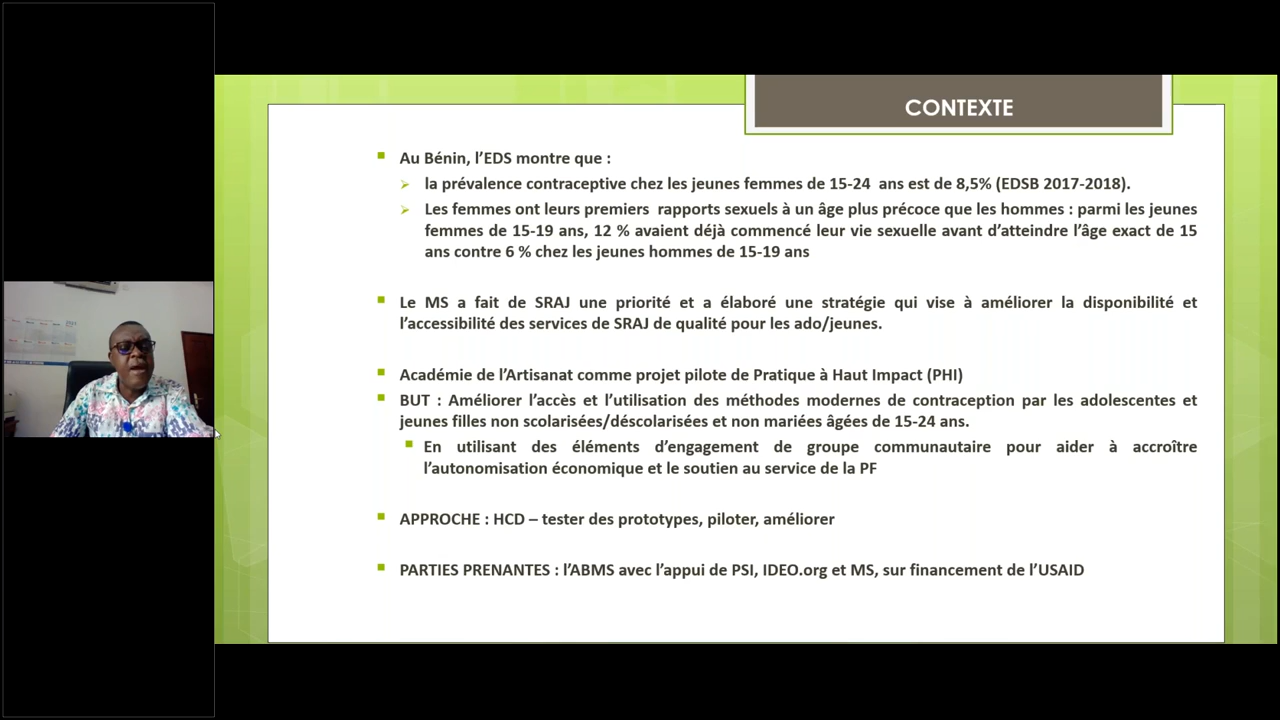 CONTEXTE
Au Bénin, l’EDS montre que :
la prévalence contraceptive chez les jeunes femmes de 15-24 ans est de 8,5% (EDSB 2017-2018).
Les femmes ont leurs premiers rapports sexuels à un âge plus précoce que les hommes : parmi les jeunes
femmes de 15-19 ans, 12 % avaient déjà commencé leur vie sexuelle avant d’atteindre l’âge exact de 15
ans contre 6 % chez les jeunes hommes de 15-19 ans
Le MS a fait de SRAJ une priorité et a élaboré une stratégie qui vise à améliorer la disponibilité et
l’accessibilité des services de SRAJ de qualité pour les ado/jeunes.
Académie de l’Artisanat comme projet pilote de Pratique à Haut Impact (PHI)
BUT : Améliorer l’accès et l’utilisation des méthodes modernes de contraception par les adolescentes et
jeunes filles non scolarisées/déscolarisées et non mariées âgées de 15-24 ans.
En utilisant des éléments d’engagement de groupe communautaire pour aider à accroître
l’autonomisation économique et le soutien au service de la PF
APPROCHE : HCD – tester des prototypes, piloter, améliorer
PARTIES PRENANTES : l’ABMS avec l’appui de PSI, IDEO.org et MS, sur financement de l’USAID